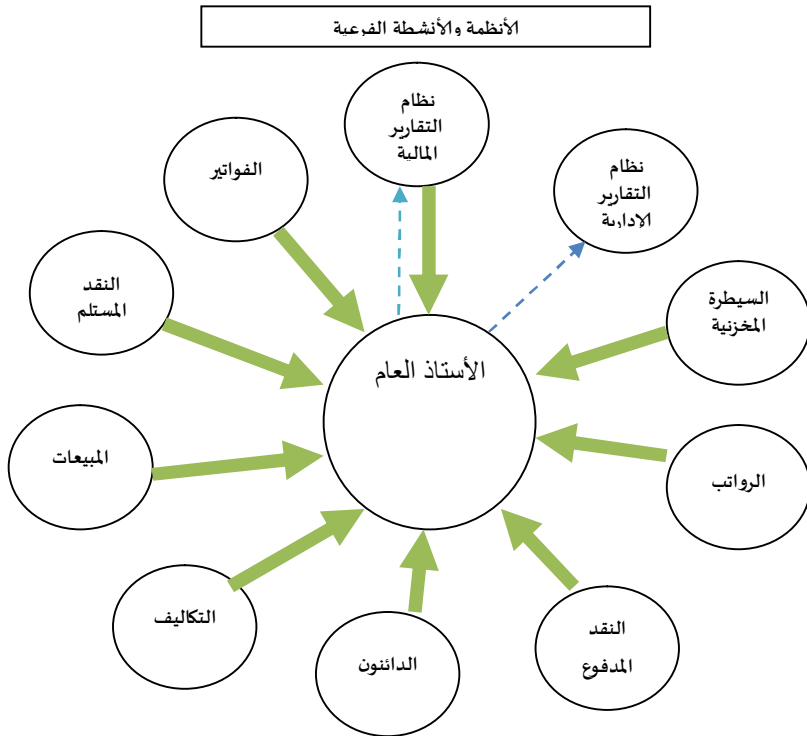 الأنظمة والأنشطة الفرعية
نظام
التقارير
المالية
نظام
التقارير
الإدارية
الفواتير
السيطرة
المخزنية
النقد
المستلم
الأستاذ العام
المبيعات
الرواتب
التكاليف
النقد
المدفوع
الدائنون